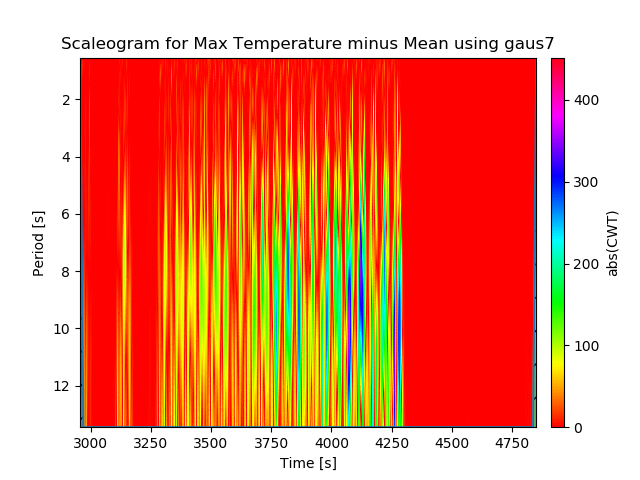 Scaleogram for Max Temperature minus Mean using gaus7
2
4
6
8
10
12
Period [s]
3000 3250 3500 3750 4000 4250 4500 4750
Time [s]
400
300
200
100
0
abs(CWT)